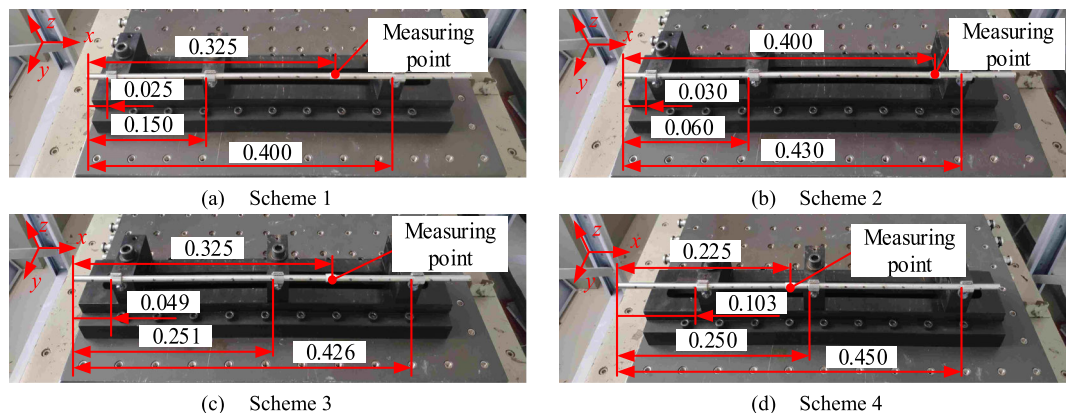 z
x
y
0.325
Measuring
point
0.025
0.150
0.400
(a) Scheme 1
z
x
y
0.400
Measuring
point
0.030
0.060
0.430
(b) Scheme 2
z
x
y
0.325
Measuring
point
0.049
0.251
0.426
(c) Scheme 3
z
x
y
0.225
Measuring
point
0.103
0.250
0.450
(d) Scheme 4